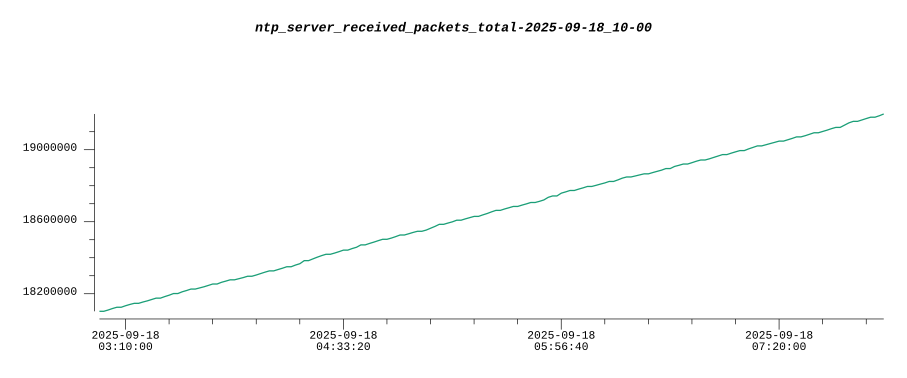 ntp_server_received_packets_total-2025-09-18_10-00
19000000
18600000
18200000
2025-09-18 2025-09-18 2025-09-18 2025-09-18
03:10:00 04:33:20 05:56:40 07:20:00